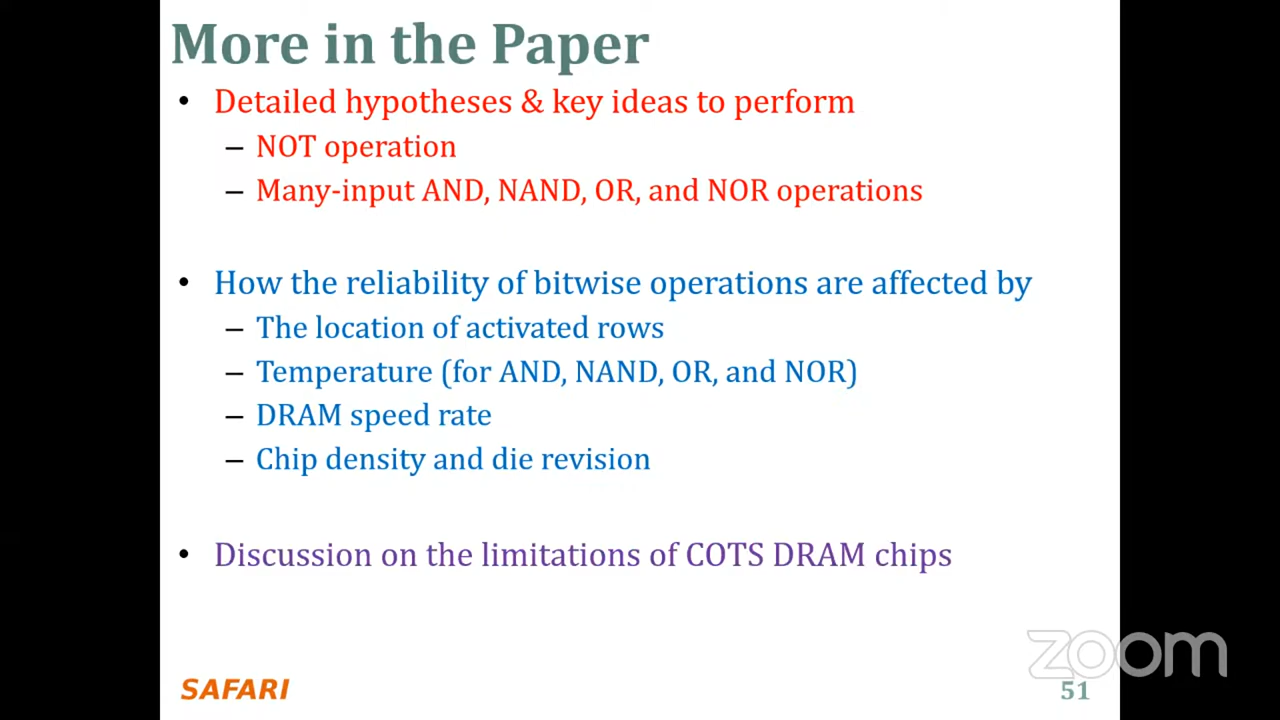 More in the Paper
• Detailed hypotheses & key ideas to perform
– NOT operation
– Many-input AND, NAND, OR, and NOR operations
• How the reliability of bitwise operations are affected by
– The location of activated rows
– Temperature (for AND, NAND, OR, and NOR)
– DRAM speed rate
– Chip density and die revision
• Discussion on the limitations of COTS DRAM chips
zoom
SAFARI
51